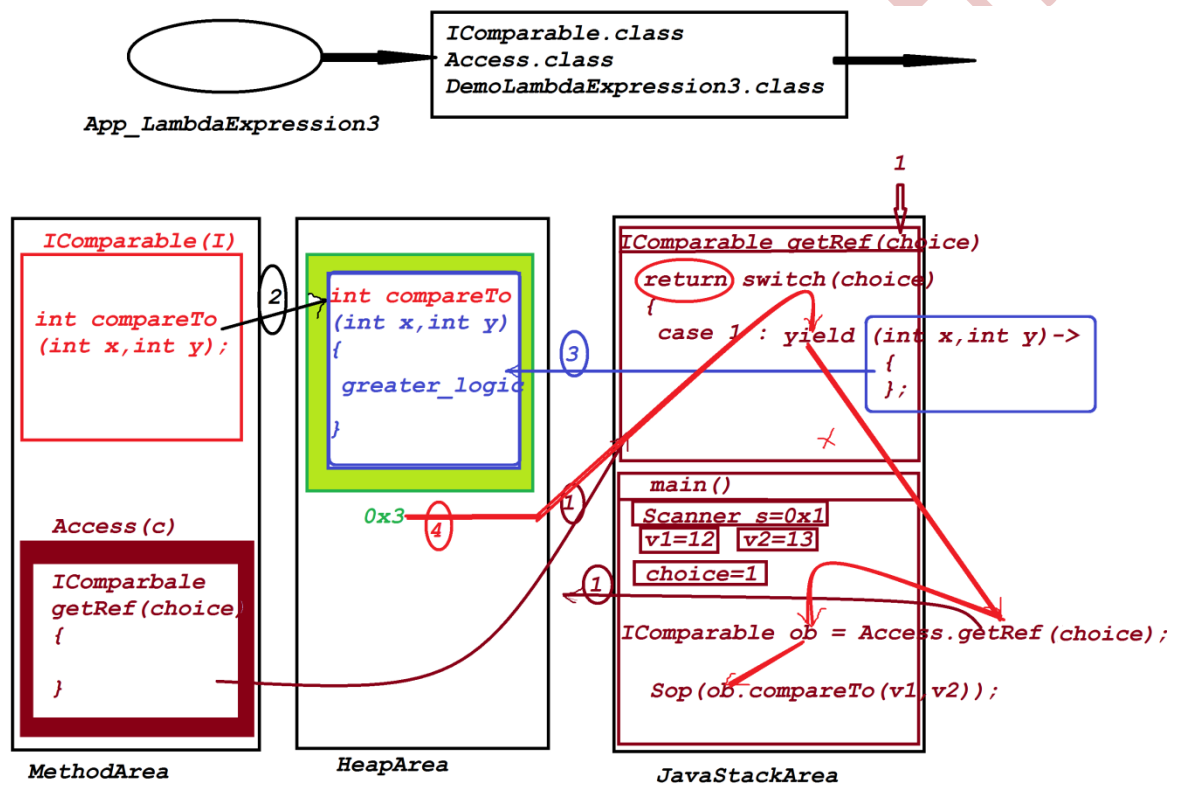 IComparable.class
Access.class
DemoLambdaExpression3.class
App_LambdaExpression3
1
IComparable(I)
int compareTo
(int x,int y);
2
int compareTo
(int x,int y)
{
greater_logic
}
3
IComparable getRef(choice)
return switch(choice)
{
case 1 : yield (int x,int y)->
{
};
0x3
4
1
Access(c)
IComparbale
getRef(choice)
{
}
main()
Scanner s=0x1
v1=12 v2=13
choice=1
1
IComparable ob = Access.getRef(choice);
Sop(ob.compareTo(v1,v2));
MethodArea
HeapArea
JavaStackArea